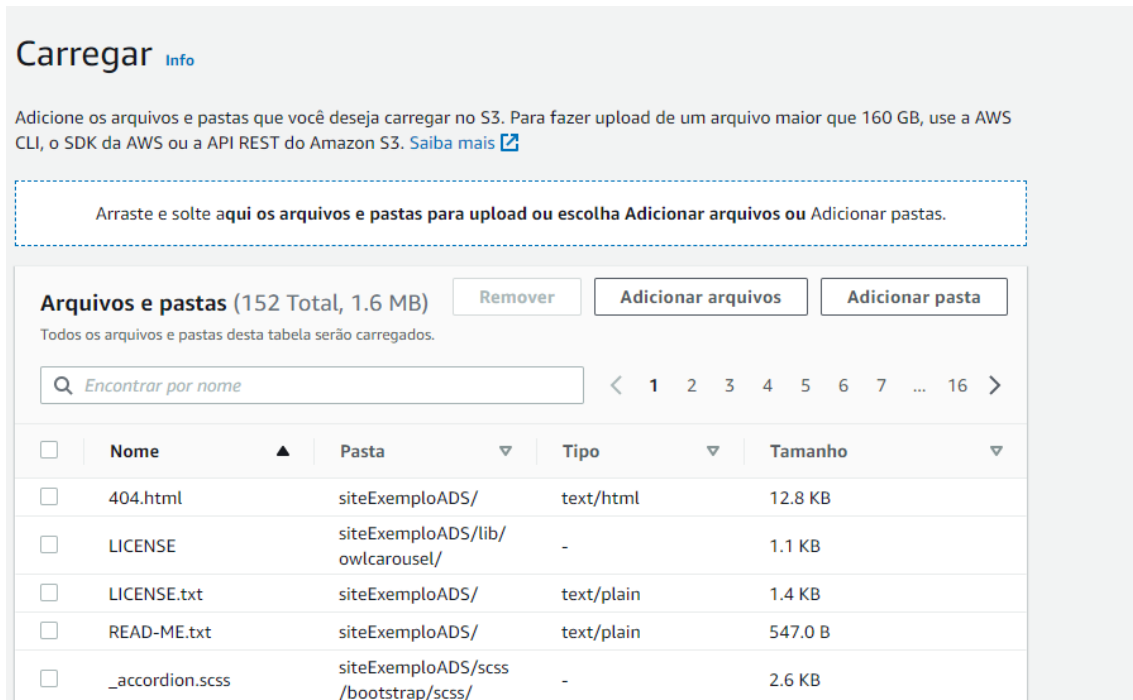 Carregar Info
Adicione os arquivos e pastas que você deseja carregar no S3. Para fazer upload de um arquivo maior que 160 GB, use a AWS
CLI, o SDK da AWS ou a API REST do Amazon S3. Saiba mais
Arraste e solte aqui os arquivos e pastas para upload ou escolha Adicionar arquivos ou Adicionar pastas.
Arquivos e pastas (152 Total, 1.6 MB) Remover Adicionar arquivos Adicionar pasta
Todos os arquivos e pastas desta tabela serão carregados.
Encontrar por nome 1 2 3 4 5 6 7 ... 16
Nome Pasta Tipo Tamanho
404.html siteExemploADS/ text/html 12.8 KB
LICENSE siteExemploADS/lib/owlcarousel/ - 1.1 KB
LICENSE.txt siteExemploADS/ text/plain 1.4 KB
READ-ME.txt siteExemploADS/ text/plain 547.0 B
_accordion.scss siteExemploADS/scss/bootstrap/scss/ - 2.6 KB